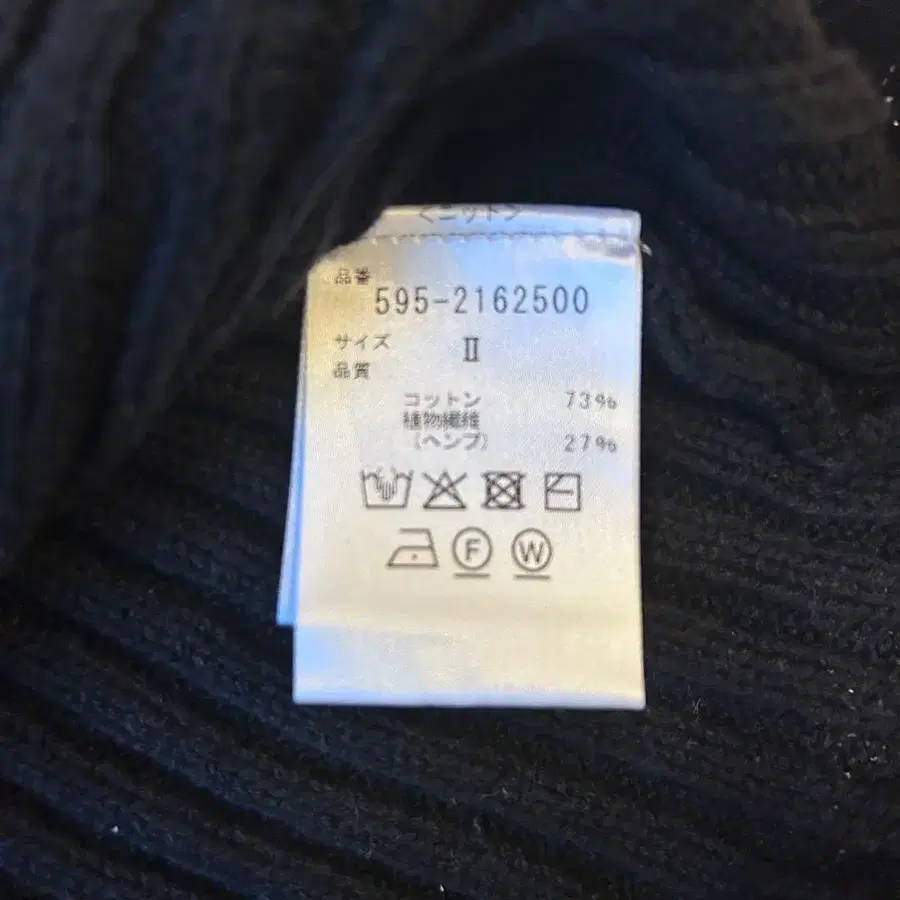 <ニット>
品番
595-2162500
サイズ II
品質
コットン 73%
植物繊維
(ヘンプ) 27%
F W